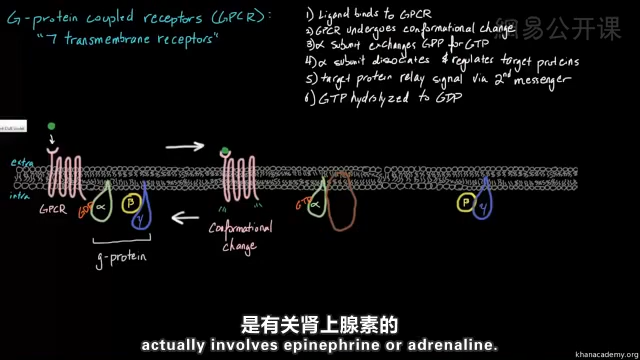 G-protein coupled receptors (GPCR):
"7 transmembrane receptors"
1) Ligand binds to GPCR
2) GPCR undergoes conformational change
3) α subunit exchanges GPP for GTP
4) α subunit dissociates & regulates target proteins
5) target protein relay signal via 2nd messenger
6) GTP hydrolyzed to GDP
網易公开课
extra
intra
GPCR
GDP
α
β
γ
g-protein
Conformational
change
GTP
α
β
γ
是有关肾上腺素的
actually involves epinephrine or adrenaline.
khanacademy.org